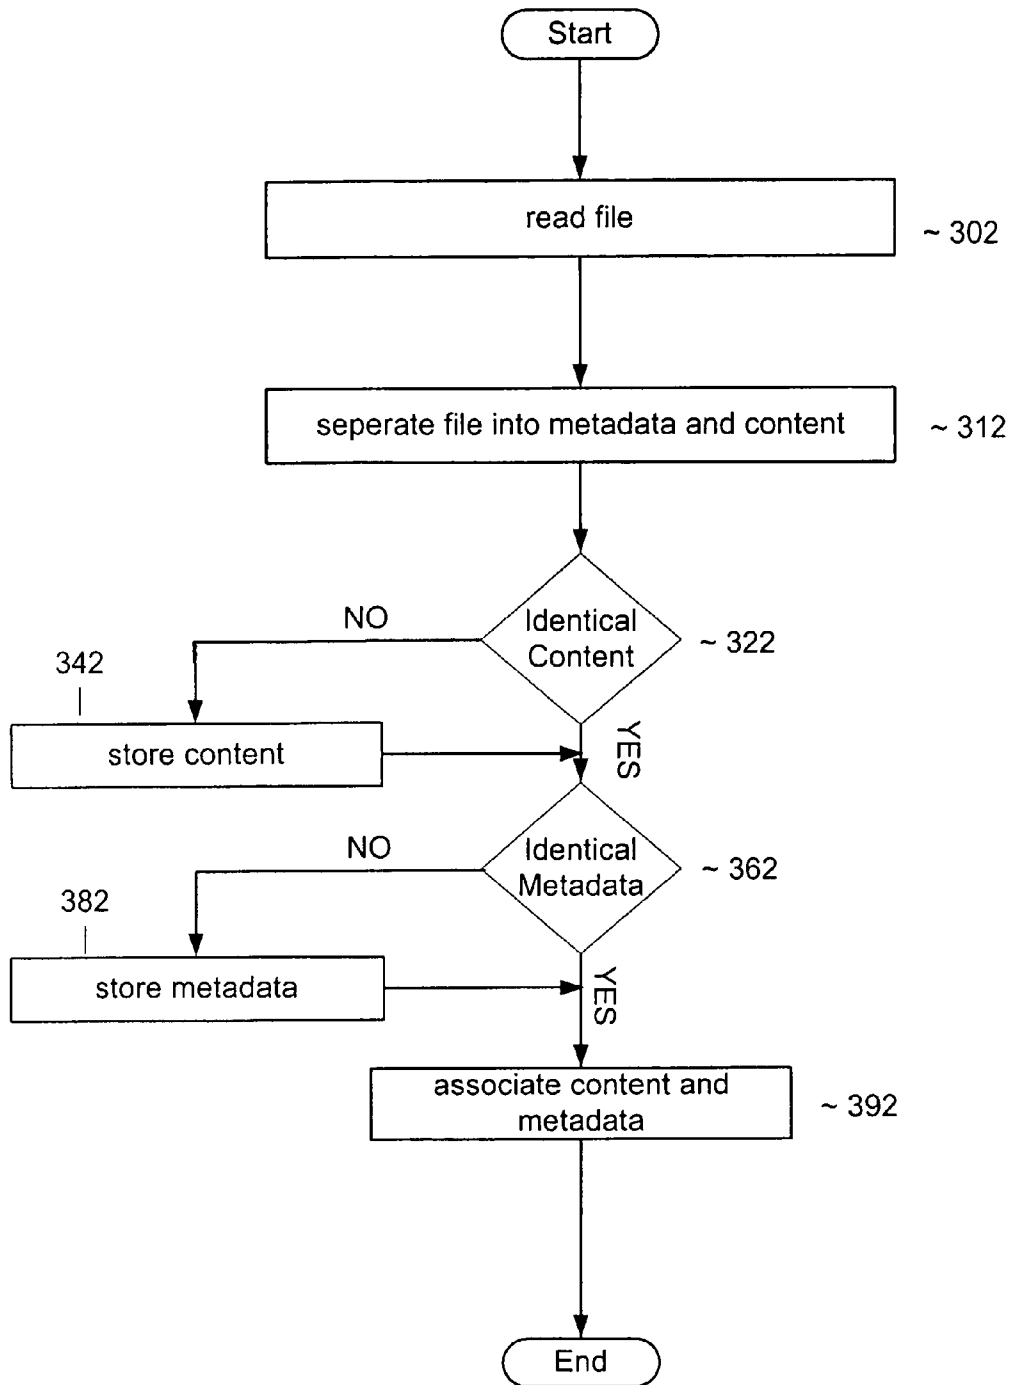 Start
read file
~ 302
seperate file into metadata and content
~ 312
Identical
Content
~ 322
NO
342
store content
YES
Identical
Metadata
~ 362
NO
382
store metadata
YES
associate content and
metadata
~ 392
End